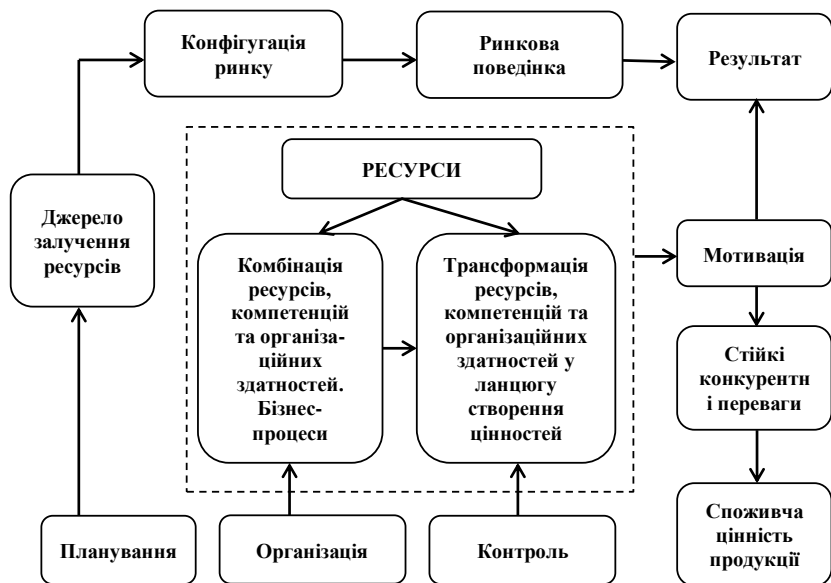 Конфігугація
ринку
Ринкова
поведінка
Результат
РЕСУРСИ
Джерело
залучення
ресурсів
Комбінація
ресурсів,
компетенцій
та організа-
ційних
здатностей.
Бізнес-
процеси
Трансформація
ресурсів,
компетенцій та
організаційних
здатностей у
ланцюгу
створення
цінностей
Мотивація
Стійкі
конкурентн
і переваги
Планування
Організація
Контроль
Споживча
цінність
продукції